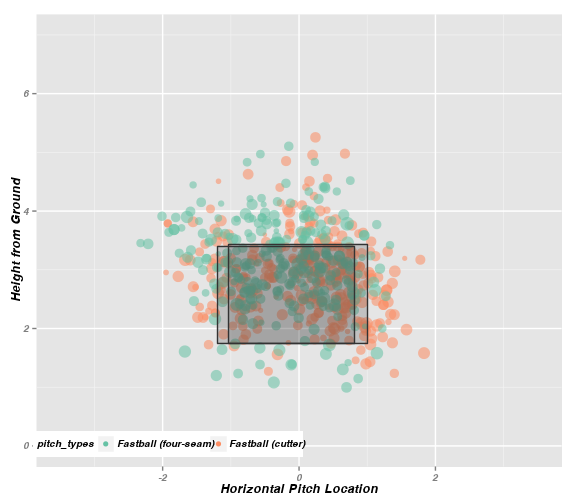 Height from Ground
6
4
2
0
pitch_types Fastball (four-seam) Fastball (cutter)
-2 0 2
Horizontal Pitch Location